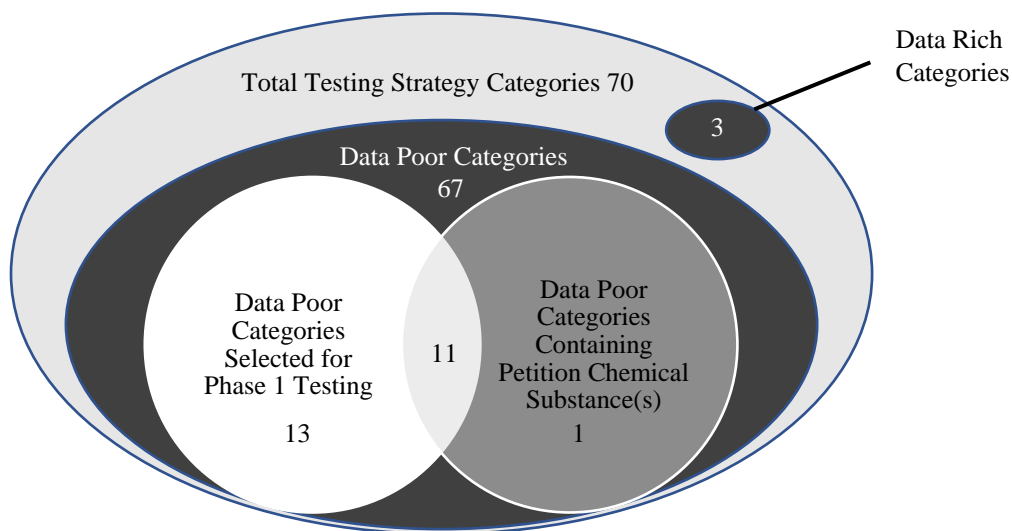 Data Rich
Categories
Total Testing Strategy Categories 70
3
Data Poor Categories
67
Data Poor
Categories
Selected for
Phase 1 Testing
13
11
Data Poor
Categories
Containing
Petition Chemical
Substance(s)
1